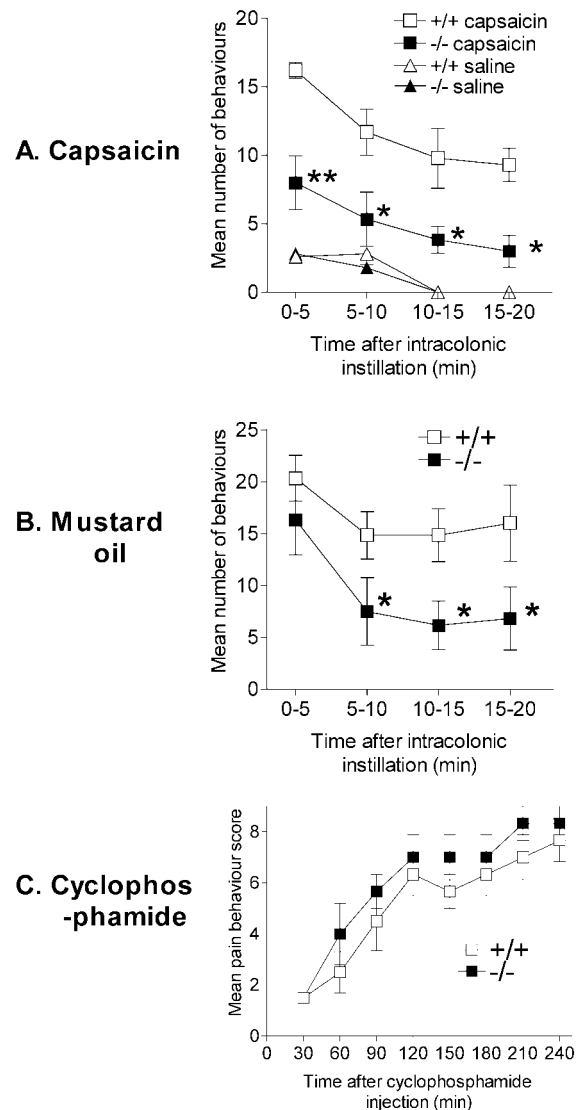 A. Capsaicin
Mean number of behaviours
20
15
10
5
0
+/+ capsaicin
-/- capsaicin
+/+ saline
-/- saline
**
*
*
*
0-5 5-10 10-15 15-20
Time after intracolonic
instillation (min)
B. Mustard
oil
Mean number of behaviours
25
20
15
10
5
0
+/+
-/-
*
*
*
0-5 5-10 10-15 15-20
Time after intracolonic
instillation (min)
C. Cyclophos
-phamide
Mean pain behaviour score
8
6
4
2
0
+/+
-/-
0 30 60 90 120 150 180 210 240
Time after cyclophosphamide
injection (min)